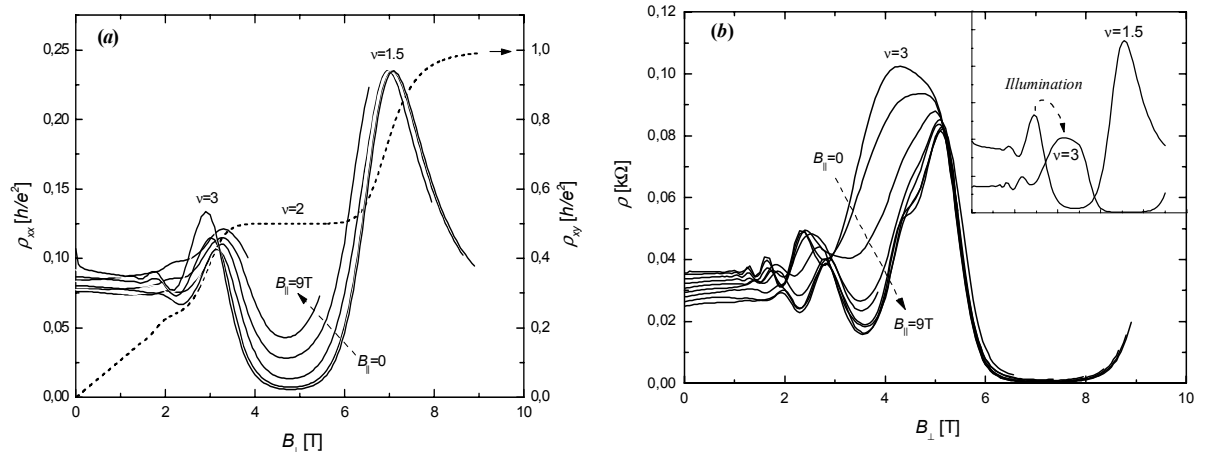 (a)
0,25
0,20
0,15
0,10
0,05
0,00
ρxx [h/e²]
1,0
0,8
0,6
0,4
0,2
0,0
ρxy [h/e²]
ν=1.5
ν=3
ν=2
B||=9T
B||=0
0 2 4 6 8 10
B⊥ [T]
(b)
0,12
0,10
0,08
0,06
0,04
0,02
0,00
ρ [kΩ]
ν=3
B||=0
B||=9T
ν=1.5
Illumination
ν=3
0 2 4 6 8 10
B⊥ [T]